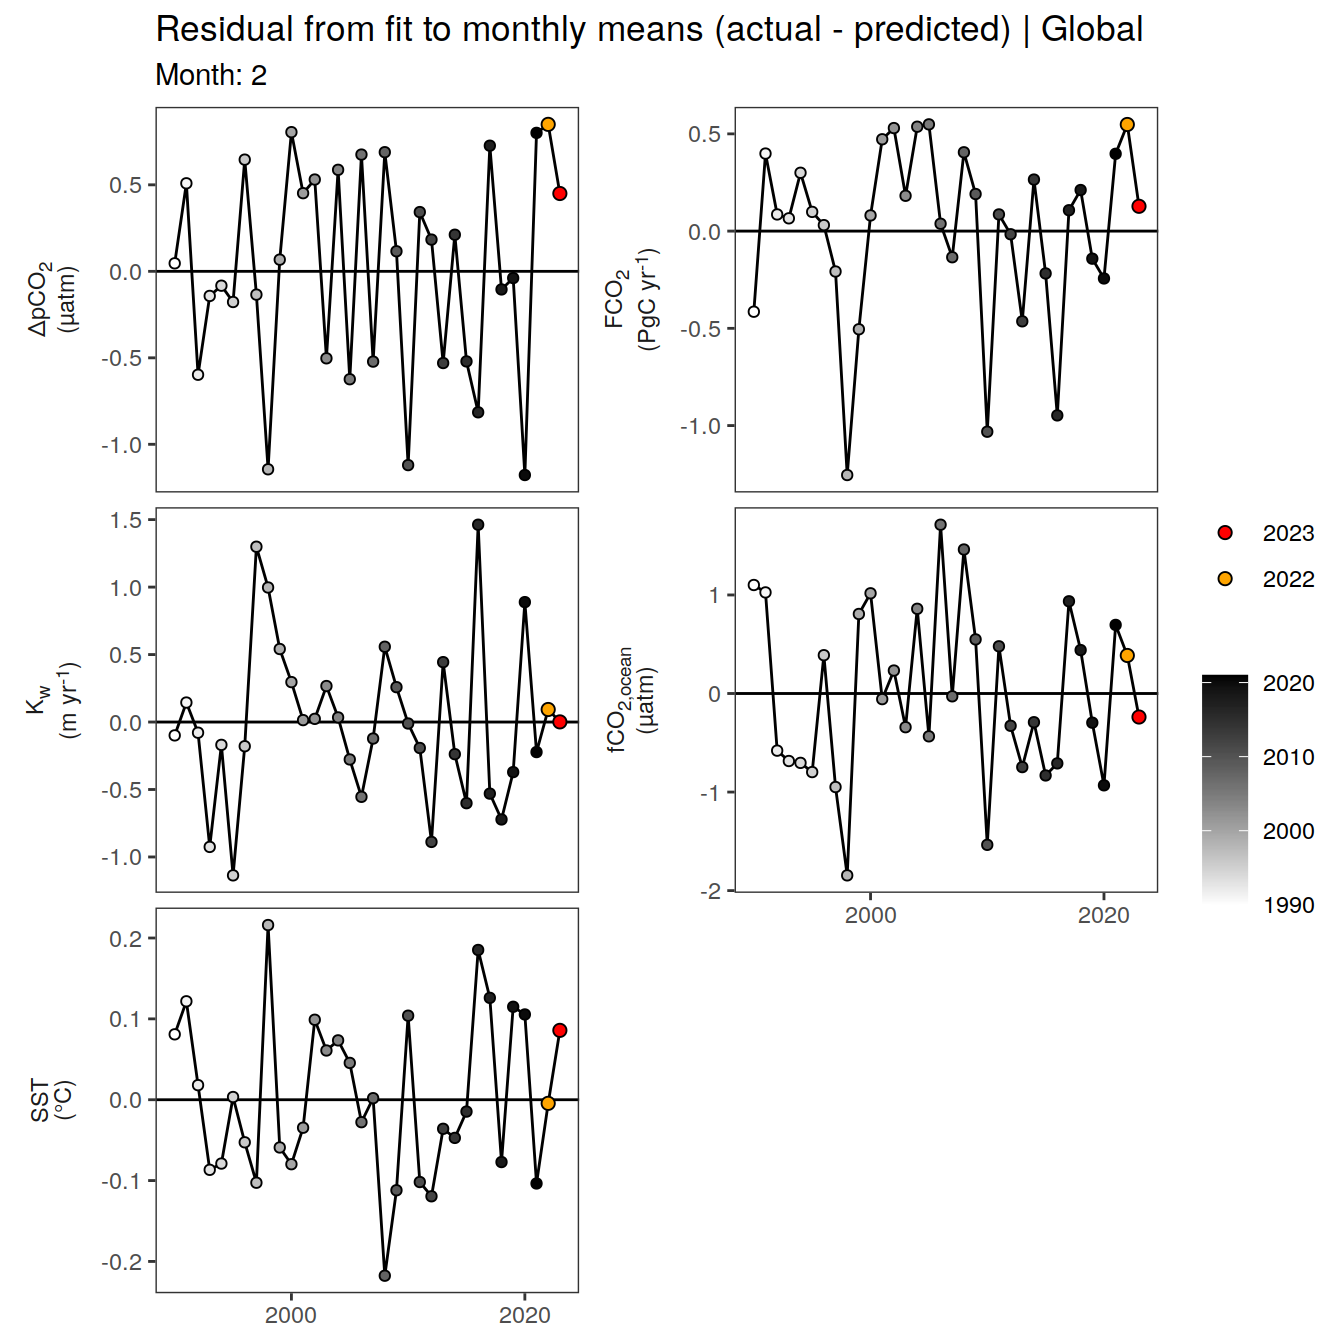 Residual from fit to monthly means (actual - predicted) | Global
Month: 2
ΔpCO₂
(µatm)
0.5
0.0
-0.5
-1.0
FCO₂
(PgC yr⁻¹)
0.5
0.0
-0.5
-1.0
K_w
(m yr⁻¹)
1.5
1.0
0.5
0.0
-0.5
-1.0
fCO₂,ocean
(µatm)
1
0
-1
-2
2000 2020
SST
(°C)
0.2
0.1
0.0
-0.1
-0.2
2000 2020
2023
2022
2020
2010
2000
1990